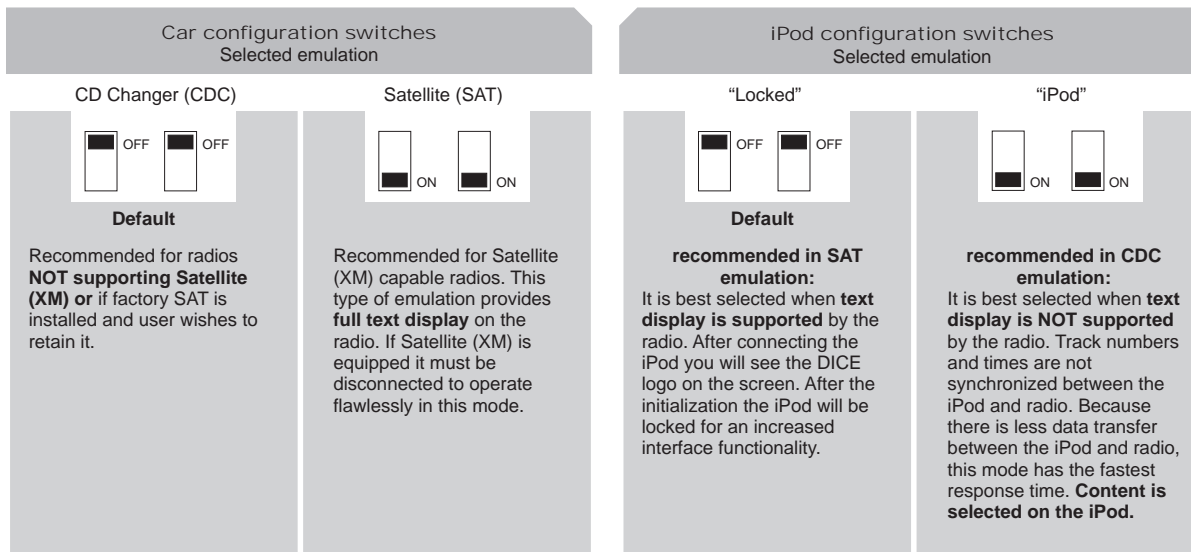 Car configuration switches
Selected emulation
CD Changer (CDC)
OFF OFF
Default
Recommended for radios
NOT supporting Satellite
(XM) or if factory SAT is
installed and user wishes to
retain it.
Satellite (SAT)
ON ON
Recommended for Satellite
(XM) capable radios. This
type of emulation provides
full text display on the
radio. If Satellite (XM) is
equipped it must be
disconnected to operate
flawlessly in this mode.
iPod configuration switches
Selected emulation
“Locked”
OFF OFF
Default
recommended in SAT
emulation:
It is best selected when text
display is supported by the
radio. After connecting the
iPod you will see the DICE
logo on the screen. After the
initialization the iPod will be
locked for an increased
interface functionality.
“iPod”
ON ON
recommended in CDC
emulation:
It is best selected when text
display is NOT supported
by the radio. Track numbers
and times are not
synchronized between the
iPod and radio. Because
there is less data transfer
between the iPod and radio,
this mode has the fastest
response time. Content is
selected on the iPod.